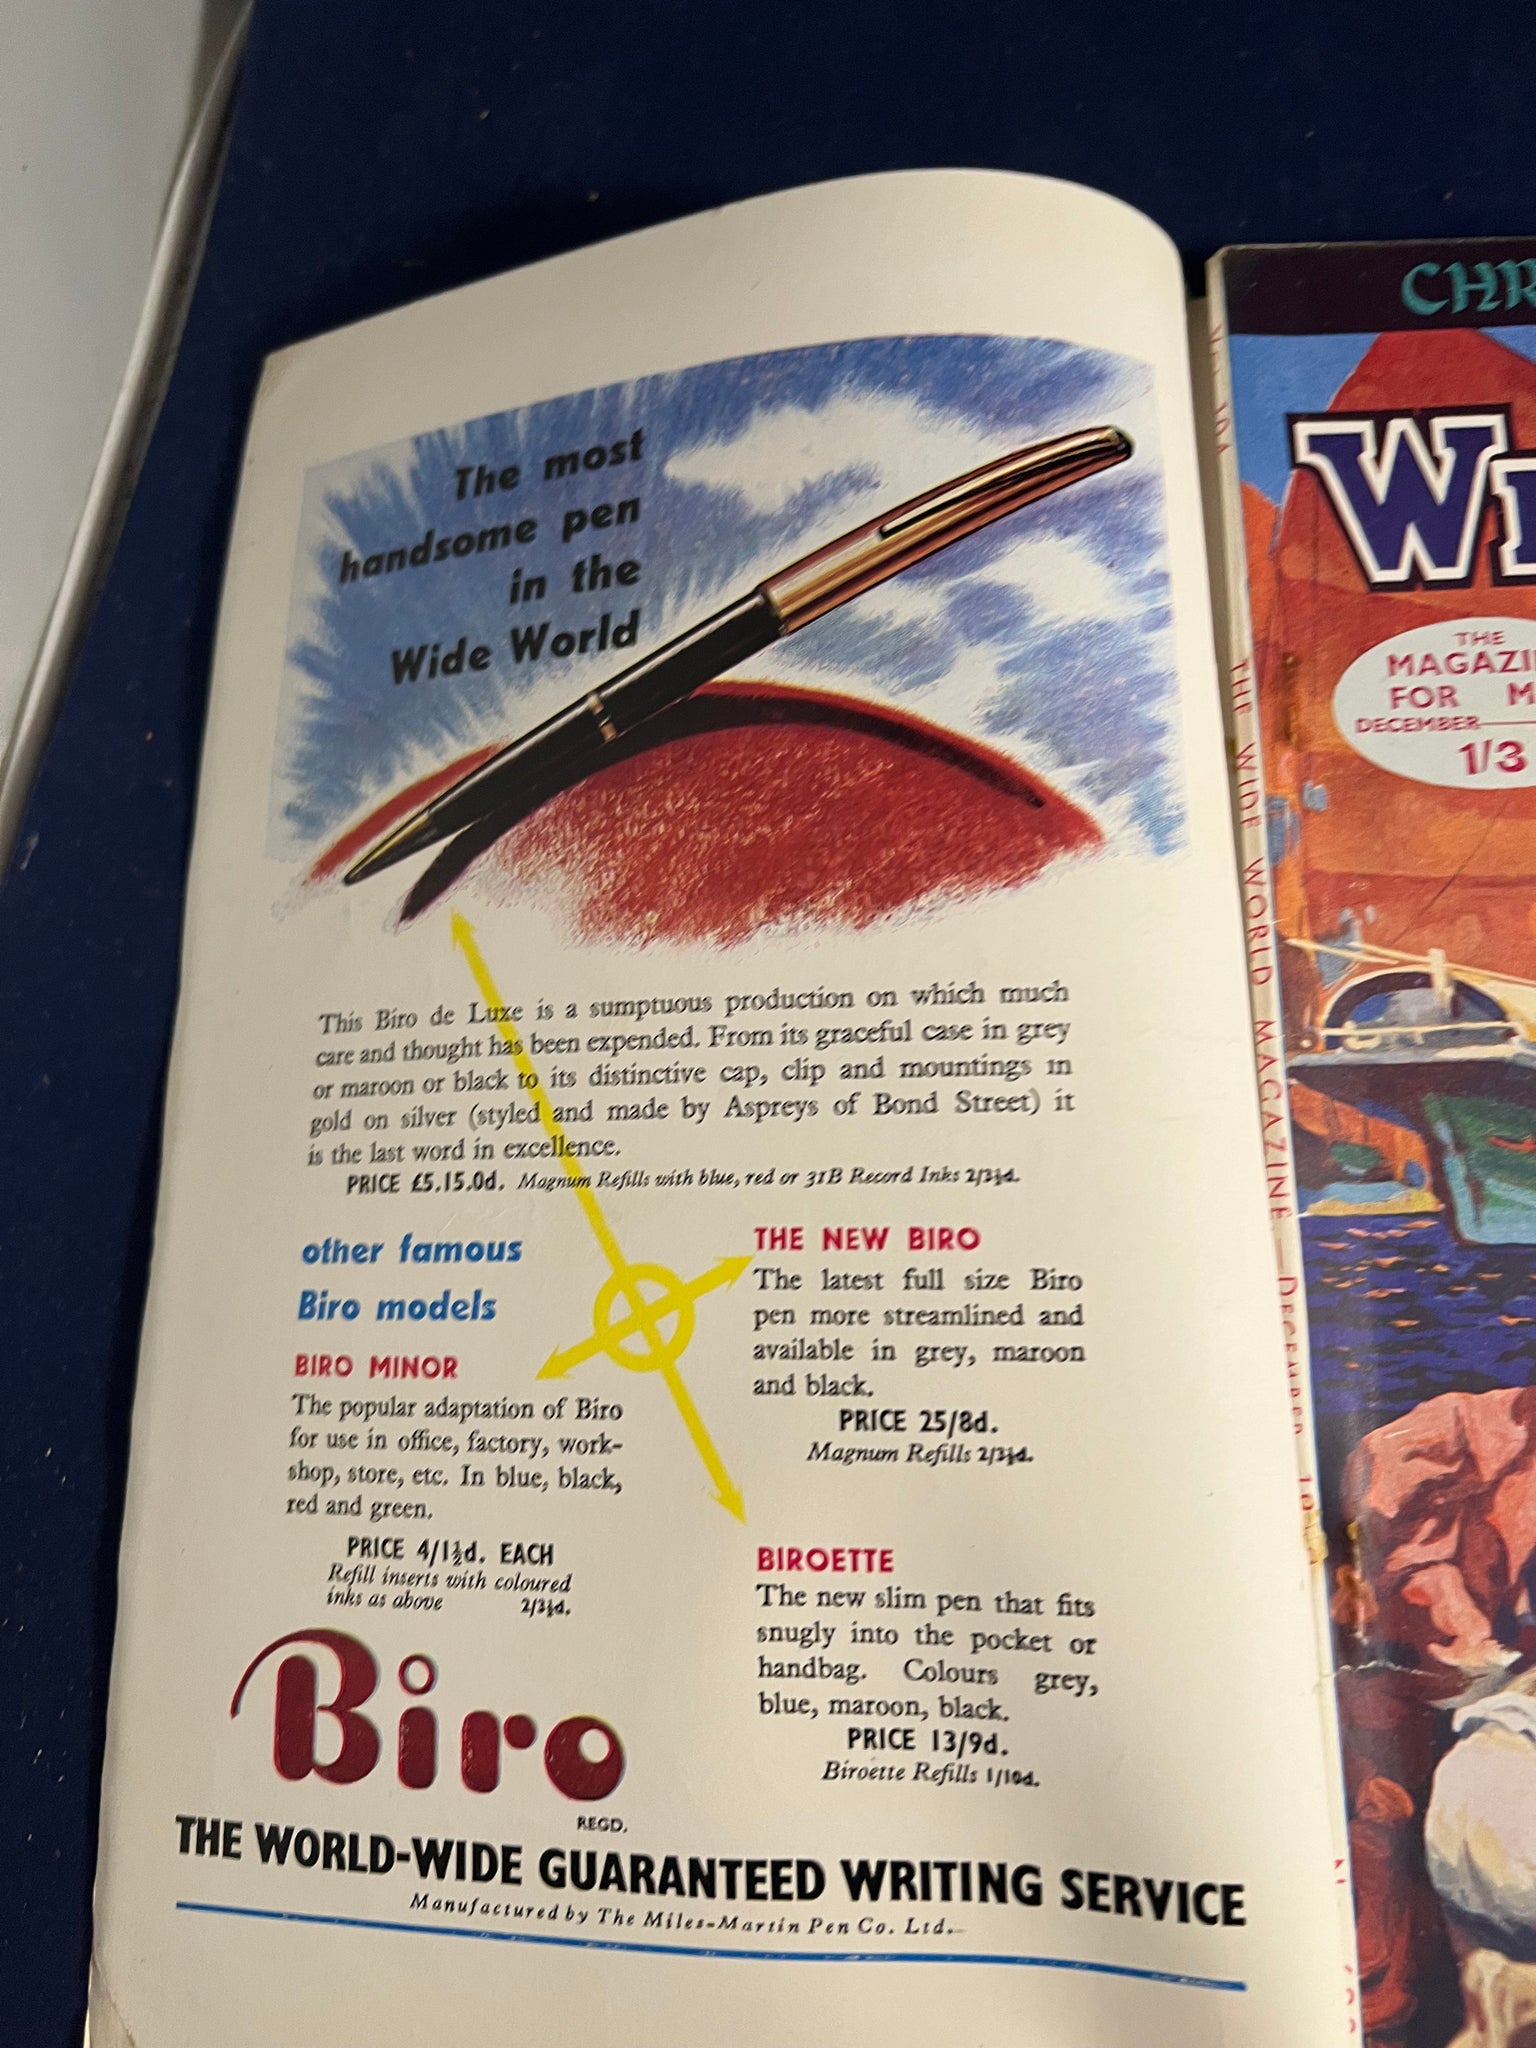 The most
handsome pen
in the
Wide World
This Biro de Luxe is a sumptuous production on which much
care and thought has been expended. From its graceful case in grey
or maroon or black to its distinctive cap, clip and mountings in
gold on silver (styled and made by Aspreys of Bond Street) it
is the last word in excellence.
PRICE £5.15.0d. Magnum Refills with blue, red or 31B Record Inks 2/3½d.
other famous
Biro models
BIRO MINOR
The popular adaptation of Biro
for use in office, factory, work-
shop, store, etc. In blue, black,
red and green.
PRICE 4/1½d. EACH
Refill inserts with coloured
inks as above 2/3½d.
THE NEW BIRO
The latest full size Biro
pen more streamlined and
available in grey, maroon
and black.
PRICE 25/8d.
Magnum Refills 2/3½d.
BIROETTE
The new slim pen that fits
snugly into the pocket or
handbag. Colours grey,
blue, maroon, black.
PRICE 13/9d.
Biroette Refills 1/10d.
Biro
REGD.
THE WORLD-WIDE GUARANTEED WRITING SERVICE
Manufactured by The Miles-Martin Pen Co. Ltd.
THE WIDE WORLD MAGAZINE—DECEMBER
CHR
W
THE
MAGAZI
FOR M
DECEMBER
1/3